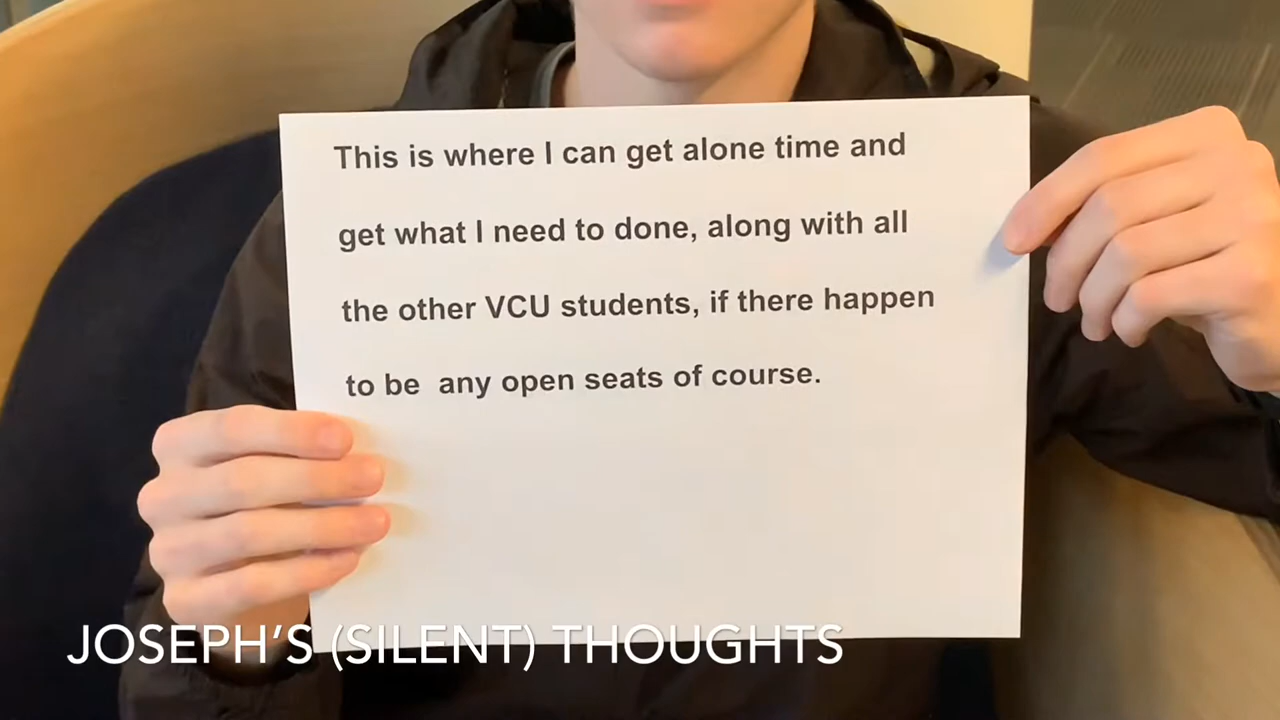 This is where I can get alone time and
get what I need to done, along with all
the other VCU students, if there happen
to be  any open seats of course.
JOSEPH'S (SILENT) THOUGHTS